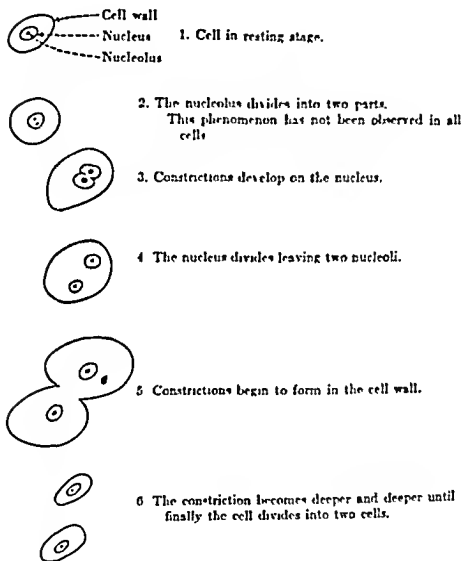 Cell wall
Nucleus
1. Cell in resting stage.
Nucleolus
2. The nucleolus divides into two parts.
This phenomenon has not been observed in all
cells
3. Constrictions develop on the nucleus.
4 The nucleus divides leaving two nucleoli.
5 Constrictions begin to form in the cell wall.
6 The constriction becomes deeper and deeper until
finally the cell divides into two cells.